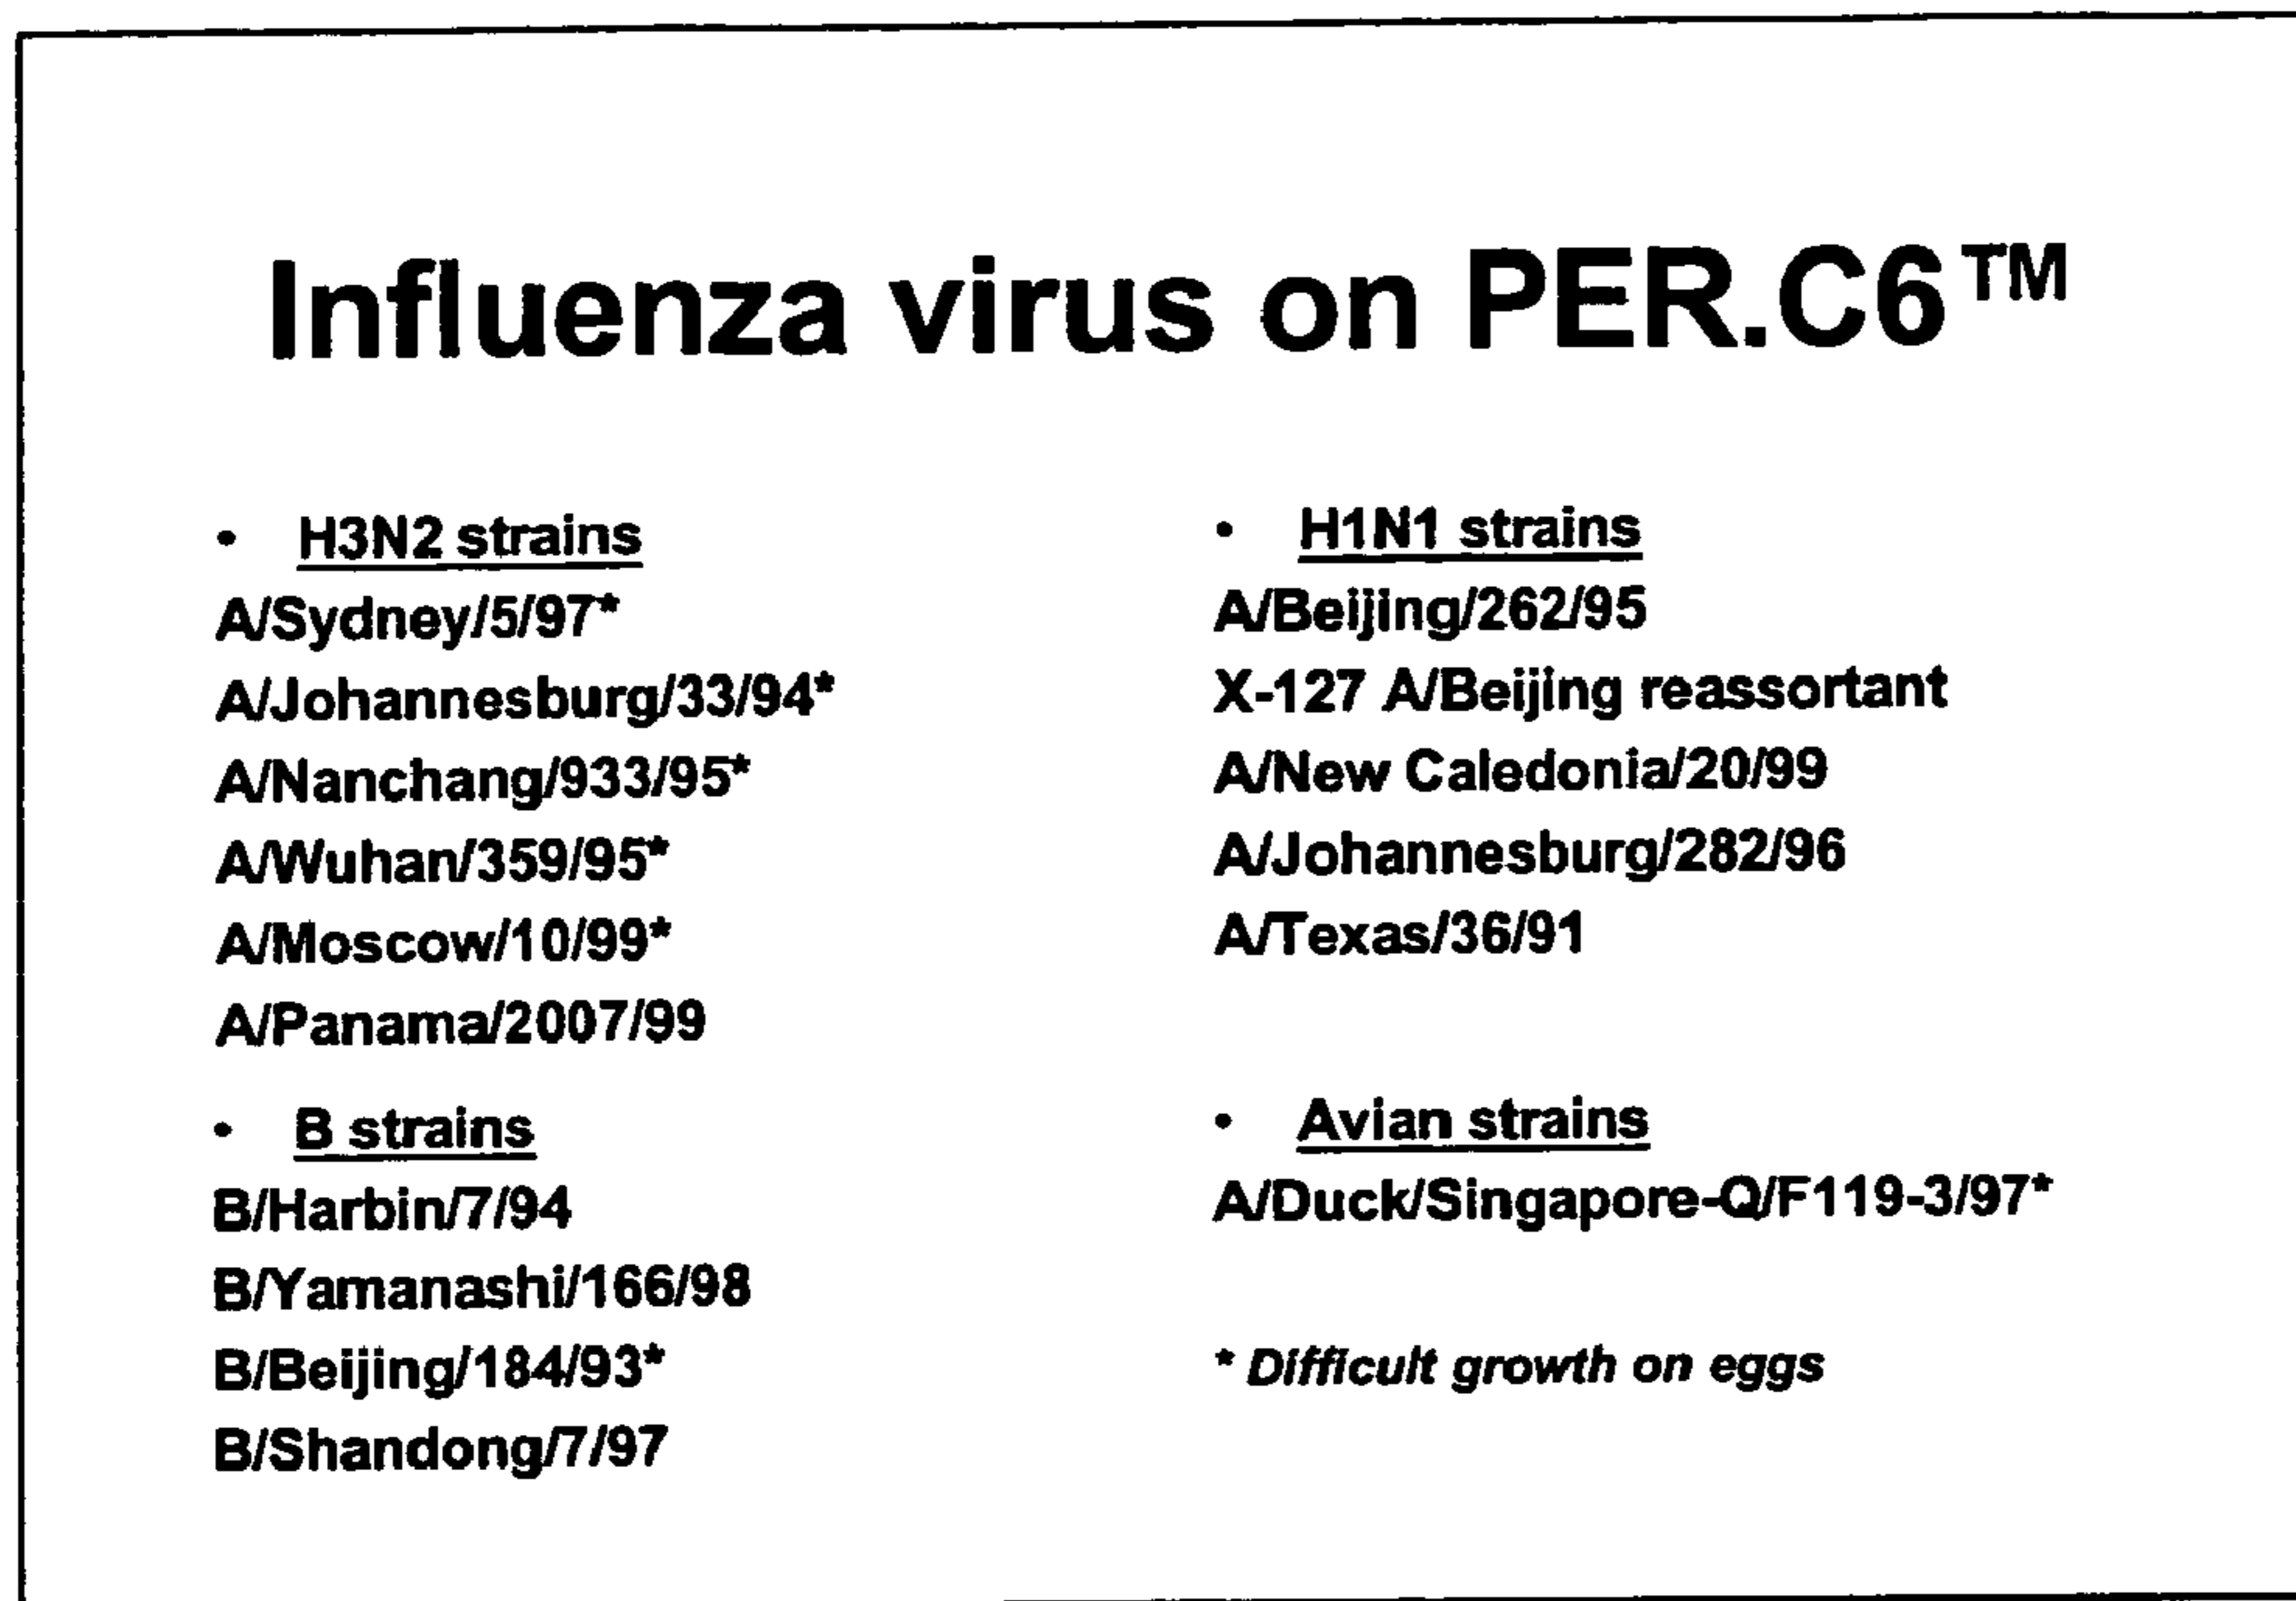 Influenza virus on PER.C6™
• H3N2 strains
A/Sydney/5/97*
A/Johannesburg/33/94*
A/Nanchang/933/95*
A/Wuhan/359/95*
A/Moscow/10/99*
A/Panama/2007/99
• B strains
B/Harbin/7/94
B/Yamanashi/166/98
B/Beijing/184/93*
B/Shandong/7/97
• H1N1 strains
A/Beijing/262/95
X-127 A/Beijing reassortant
A/New Caledonia/20/99
A/Johannesburg/282/96
A/Texas/36/91
• Avian strains
A/Duck/Singapore-Q/F119-3/97*
* Difficult growth on eggs